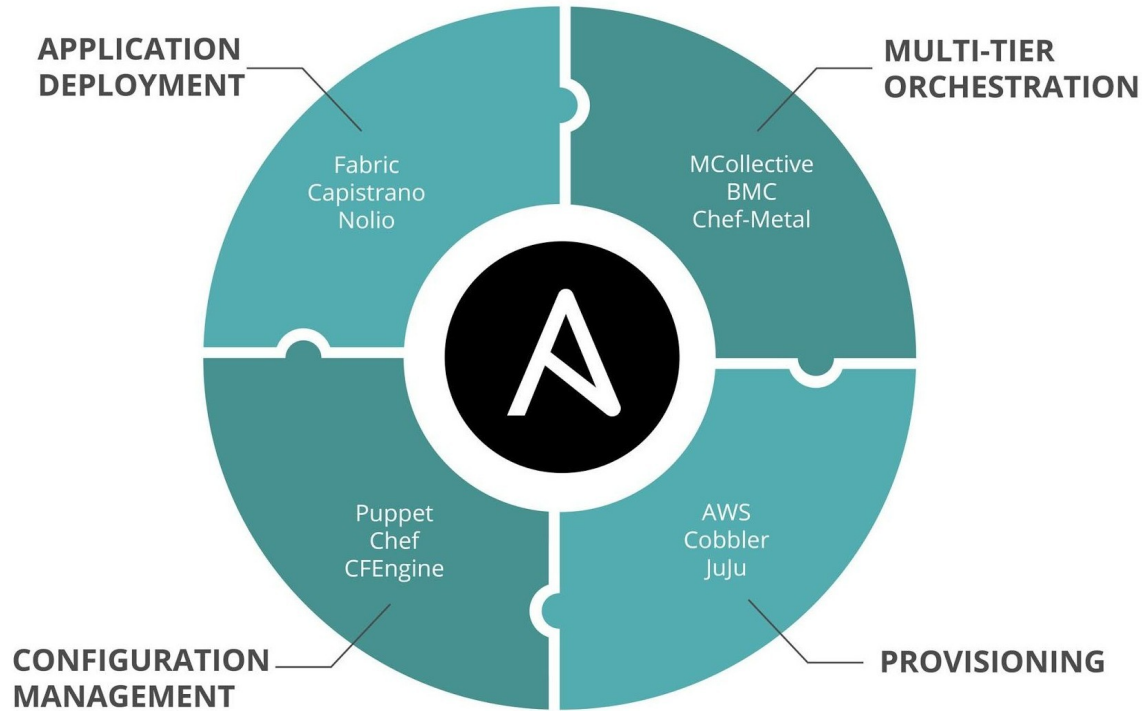 APPLICATION
DEPLOYMENT
MULTI-TIER
ORCHESTRATION
Fabric
Capistrano
Nolio
MCollective
BMC
Chef-Metal
Puppet
Chef
CFEngine
AWS
Cobbler
JuJu
CONFIGURATION
MANAGEMENT
PROVISIONING